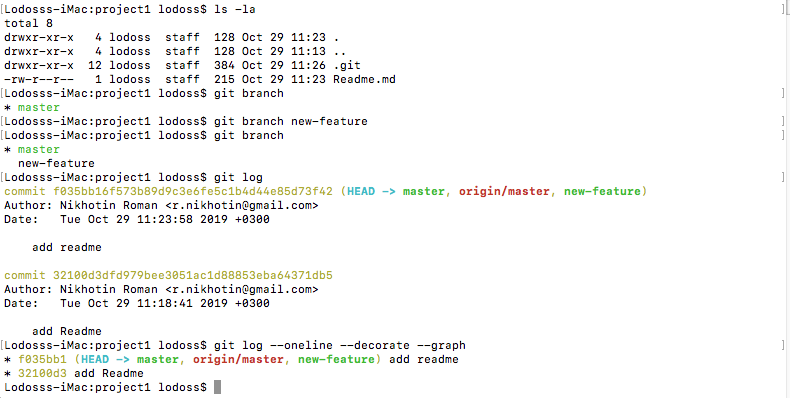 [Lodosss-iMac:project1 lodoss$ ls -la ]
total 8
drwxr-xr-x   4 lodoss  staff  128 Oct 29 11:23 .
drwxr-xr-x   4 lodoss  staff  128 Oct 29 11:13 ..
drwxr-xr-x  12 lodoss  staff  384 Oct 29 11:26 .git
-rw-r--r--   1 lodoss  staff  215 Oct 29 11:23 Readme.md
[Lodosss-iMac:project1 lodoss$ git branch ]
* master
[Lodosss-iMac:project1 lodoss$ git branch new-feature ]
[Lodosss-iMac:project1 lodoss$ git branch ]
* master
  new-feature
[Lodosss-iMac:project1 lodoss$ git log ]
commit f035bb16f573b89d9c3e6fe5c1b4d44e85d73f42 (HEAD -> master, origin/master, new-feature)
Author: Nikhotin Roman <r.nikhotin@gmail.com>
Date:   Tue Oct 29 11:23:58 2019 +0300
    add readme
commit 32100d3dfd979bee3051ac1d88853eba64371db5
Author: Nikhotin Roman <r.nikhotin@gmail.com>
Date:   Tue Oct 29 11:18:41 2019 +0300
    add Readme
[Lodosss-iMac:project1 lodoss$ git log --oneline --decorate --graph ]
* f035bb1 (HEAD -> master, origin/master, new-feature) add readme
* 32100d3 add Readme
Lodosss-iMac:project1 lodoss$